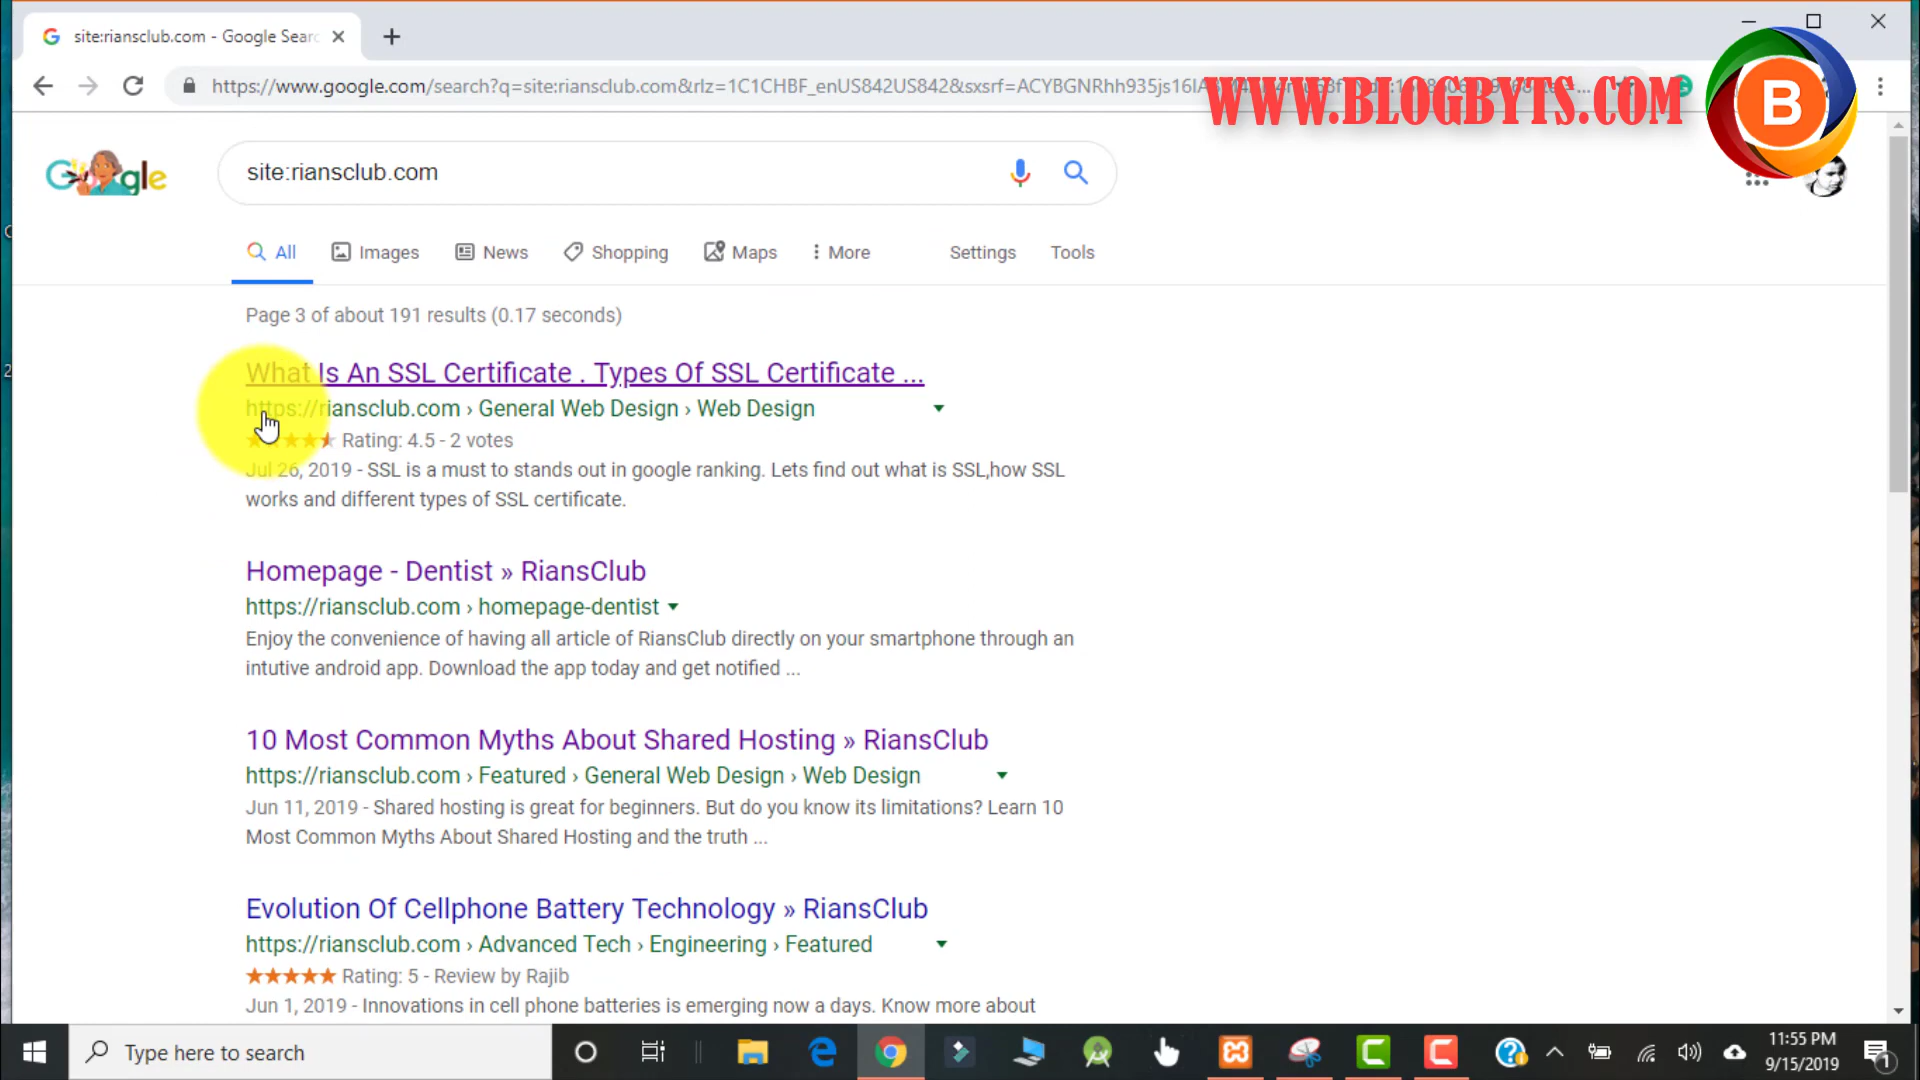 site:riansclub.com - Google Searc
https://www.google.com/search?q=site:riansclub.com&rlz=1C1CHBF_enUS842US842&sxsrf=ACYBGNRhh935js16IA
WWW.BLOGBYTS.COM
B
Google
site:riansclub.com
All Images News Shopping Maps More Settings Tools
Page 3 of about 191 results (0.17 seconds)
What Is An SSL Certificate . Types Of SSL Certificate ...
https://riansclub.com › General Web Design › Web Design
Rating: 4.5 - 2 votes
Jul 26, 2019 - SSL is a must to stands out in google ranking. Lets find out what is SSL,how SSL
works and different types of SSL certificate.
Homepage - Dentist » RiansClub
https://riansclub.com › homepage-dentist
Enjoy the convenience of having all article of RiansClub directly on your smartphone through an
intutive android app. Download the app today and get notified ...
10 Most Common Myths About Shared Hosting » RiansClub
https://riansclub.com › Featured › General Web Design › Web Design
Jun 11, 2019 - Shared hosting is great for beginners. But do you know its limitations? Learn 10
Most Common Myths About Shared Hosting and the truth ...
Evolution Of Cellphone Battery Technology » RiansClub
https://riansclub.com › Advanced Tech › Engineering › Featured
Rating: 5 - Review by Rajib
Jun 1, 2019 - Innovations in cell phone batteries is emerging now a days. Know more about
Type here to search
11:55 PM
9/15/2019
1